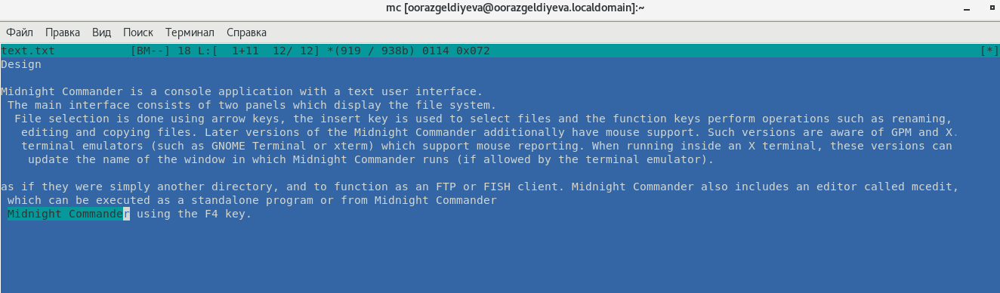 mc [oorazgeldiyeva@oorazgeldiyeva.localdomain]:~
Файл Правка Вид Поиск Терминал Справка
text.txt [BM--] 18 L:[ 1+11 12/ 12] *(919 / 938b) 0114 0x072 [*]
Design
Midnight Commander is a console application with a text user interface.
The main interface consists of two panels which display the file system.
File selection is done using arrow keys, the insert key is used to select files and the function keys perform operations such as renaming,
editing and copying files. Later versions of the Midnight Commander additionally have mouse support. Such versions are aware of GPM and X.
terminal emulators (such as GNOME Terminal or xterm) which support mouse reporting. When running inside an X terminal, these versions can
update the name of the window in which Midnight Commander runs (if allowed by the terminal emulator).
as if they were simply another directory, and to function as an FTP or FISH client. Midnight Commander also includes an editor called mcedit,
which can be executed as a standalone program or from Midnight Commander
Midnight Commander using the F4 key.